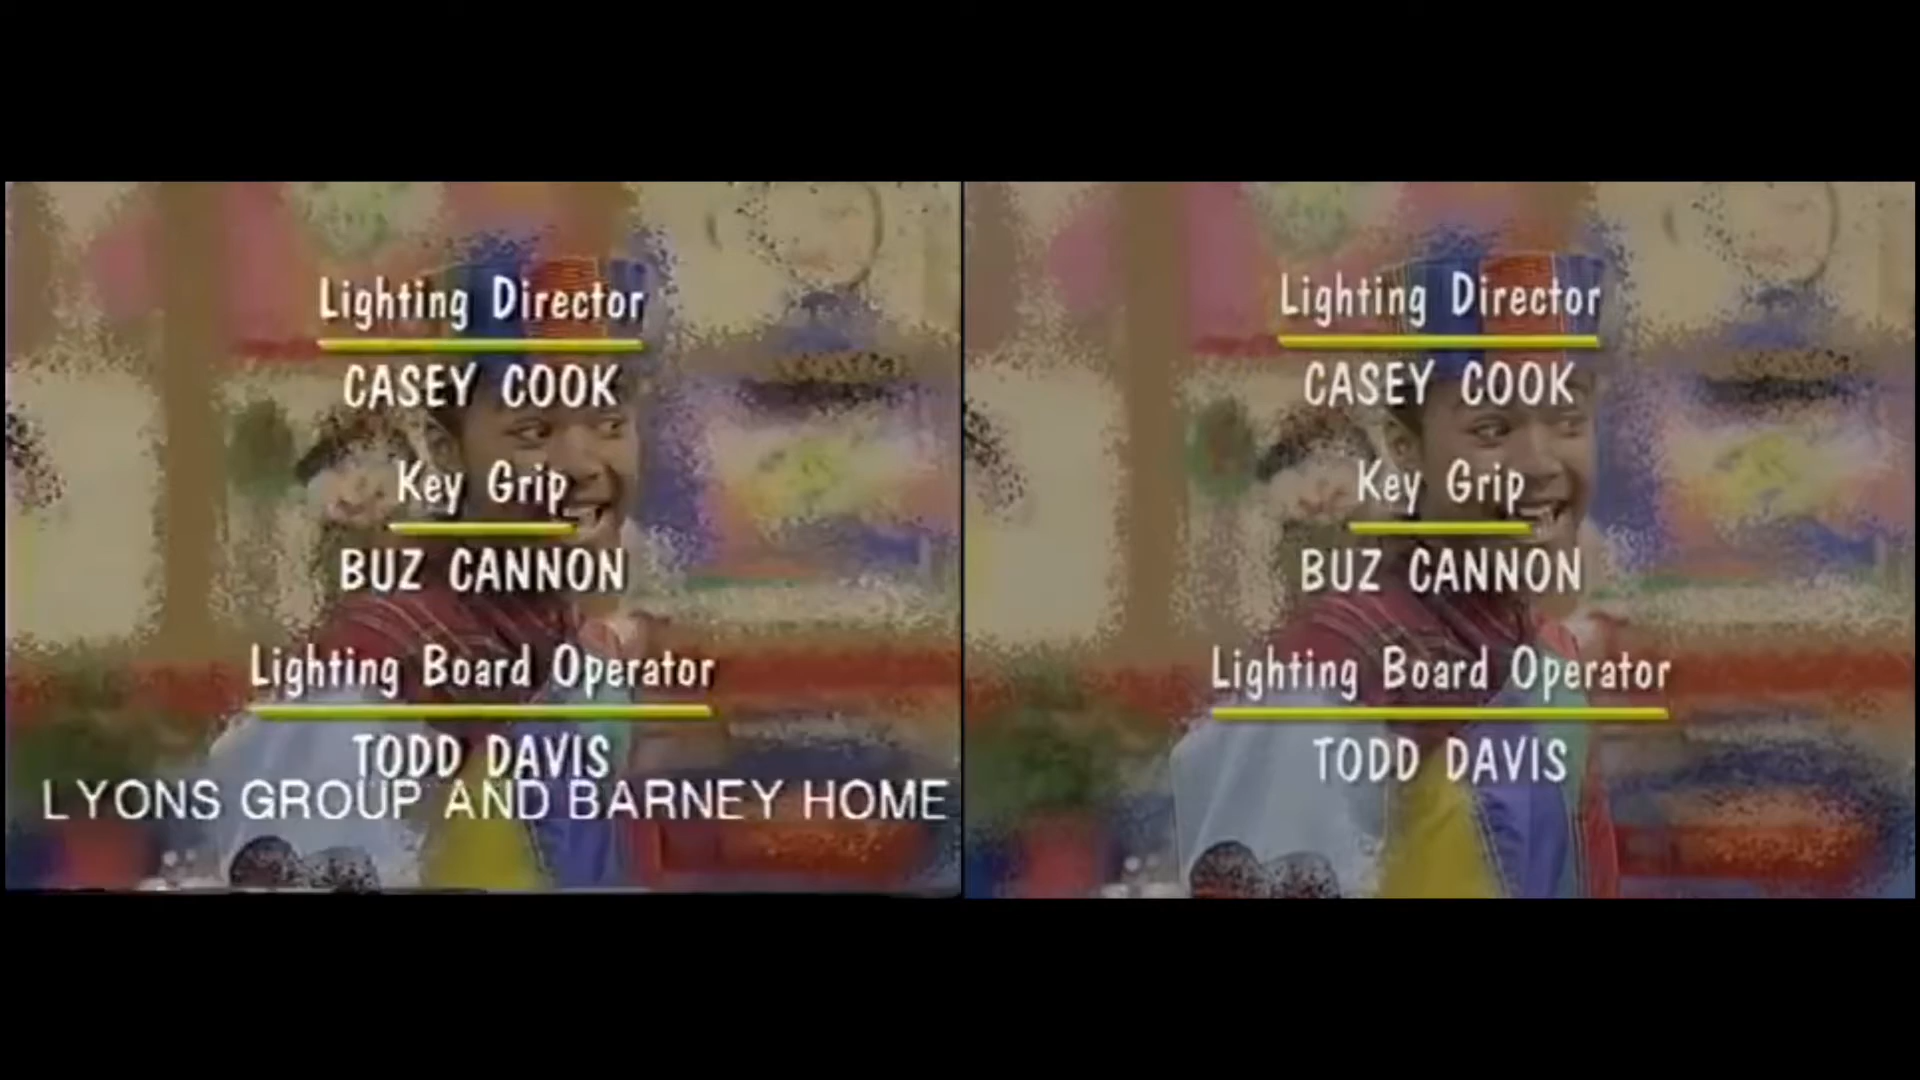 Lighting Director
CASEY COOK
Key Grip
BUZ CANNON
Lighting Board Operator
TODD DAVIS
LYONS GROUP AND BARNEY HOME
Lighting Director
CASEY COOK
Key Grip
BUZ CANNON
Lighting Board Operator
TODD DAVIS